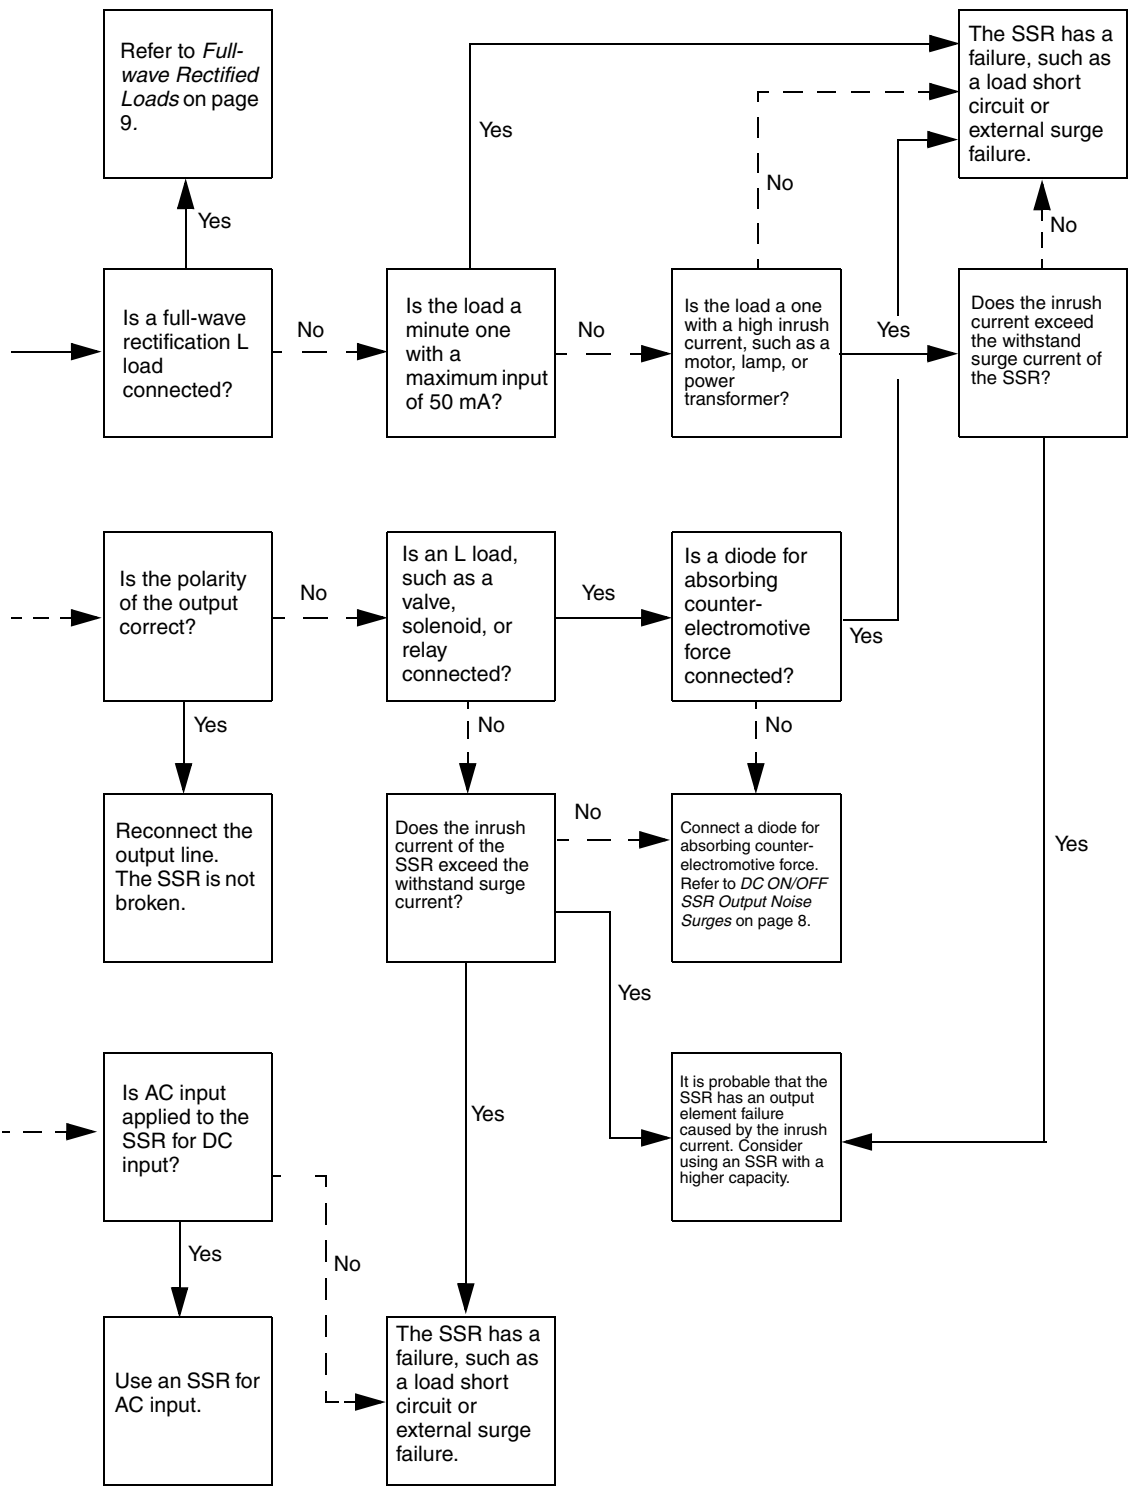 Refer to Full-
wave Rectified
Loads on page
9.
The SSR has a
failure, such as
a load short
circuit or
external surge
failure.
Yes
No
Yes
No
Is a full-wave
rectification L
load
connected?
No
Is the load a
minute one
with a
maximum input
of 50 mA?
No
Is the load a one
with a high inrush
current, such as a
motor, lamp, or
power
transformer?
Yes
Does the inrush
current exceed
the withstand
surge current of
the SSR?
Is the polarity
of the output
correct?
No
Is an L load,
such as a
valve,
solenoid, or
relay
connected?
Yes
Is a diode for
absorbing
counter-
electromotive
force
connected?
Yes
Yes
No
No
Reconnect the
output line.
The SSR is not
broken.
Does the inrush
current of the
SSR exceed the
withstand surge
current?
No
Connect a diode for
absorbing counter-
electromotive force.
Refer to DC ON/OFF
SSR Output Noise
Surges on page 8.
Yes
Yes
Is AC input
applied to the
SSR for DC
input?
Yes
It is probable that the
SSR has an output
element failure
caused by the inrush
current. Consider
using an SSR with a
higher capacity.
Yes
No
Use an SSR for
AC input.
The SSR has a
failure, such as
a load short
circuit or
external surge
failure.